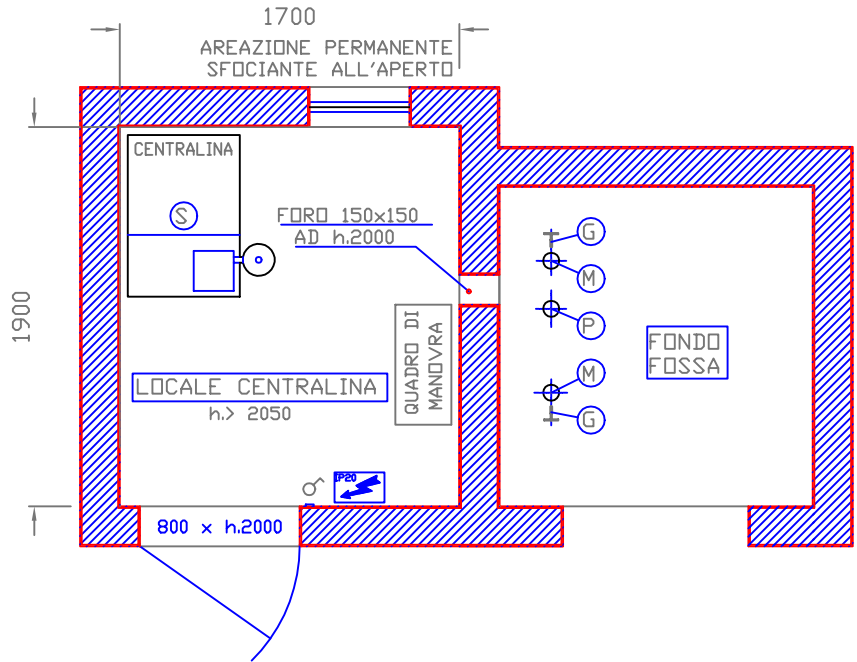 1700
AREAZIONE PERMANENTE
SFOCIANTE ALL'APERTO
CENTRALINA
S
FORO 150x150
AD h.2000
1900
QUADRO DI
MANOVRA
LOCALE CENTRALINA
h.> 2050
IP20
800 x h.2000
G
M
P
M
G
FONDO
FOSSA